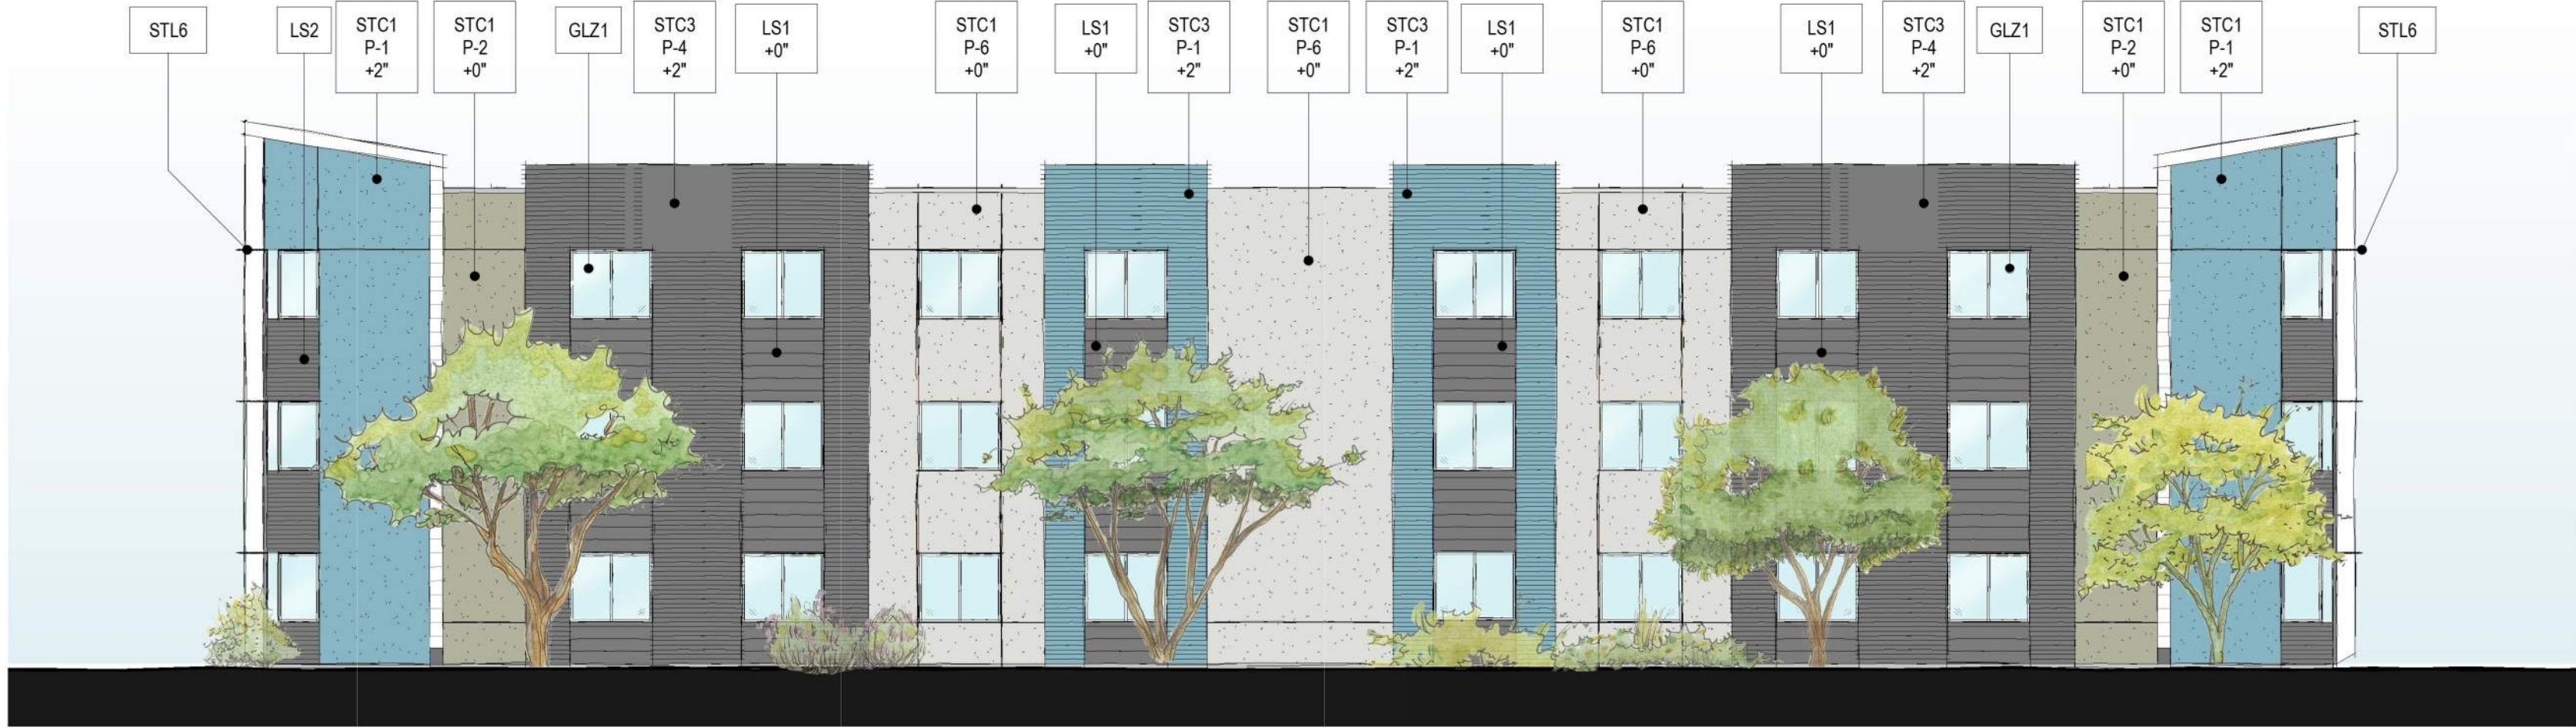 STL6
LS2
STC1
P-1
+2"
STC1
P-2
+0"
GLZ1
STC3
P-4
+2"
LS1
+0"
STC1
P-6
+0"
LS1
+0"
STC3
P-1
+2"
STC1
P-6
+0"
STC3
P-1
+2"
LS1
+0"
STC1
P-6
+0"
LS1
+0"
STC3
P-4
+2"
GLZ1
STC1
P-2
+0"
STC1
P-1
+2"
STL6